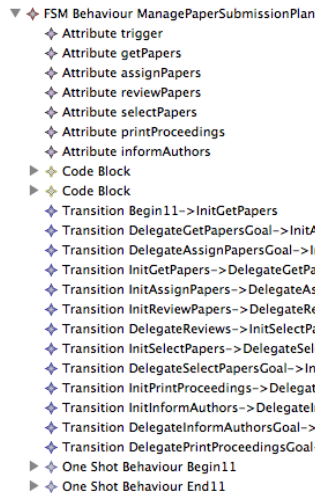 FSM Behaviour ManagePaperSubmissionPlan
Attribute trigger
Attribute getPapers
Attribute assignPapers
Attribute reviewPapers
Attribute selectPapers
Attribute printProceedings
Attribute informAuthors
Code Block
Code Block
Transition Begin11->InitGetPapers
Transition DelegateGetPapersGoal->InitA
Transition DelegateAssignPapersGoal->I
Transition InitGetPapers->DelegateGetPa
Transition InitAssignPapers->DelegateAs
Transition InitReviewPapers->DelegateRe
Transition DelegateReviews->InitSelectPa
Transition InitSelectPapers->DelegateSel
Transition DelegateSelectPapersGoal->In
Transition InitPrintProceedings->Delegat
Transition InitInformAuthors->DelegateI
Transition DelegateInformAuthorsGoal->
Transition DelegatePrintProceedingsGoal-
One Shot Behaviour Begin11
One Shot Behaviour End11